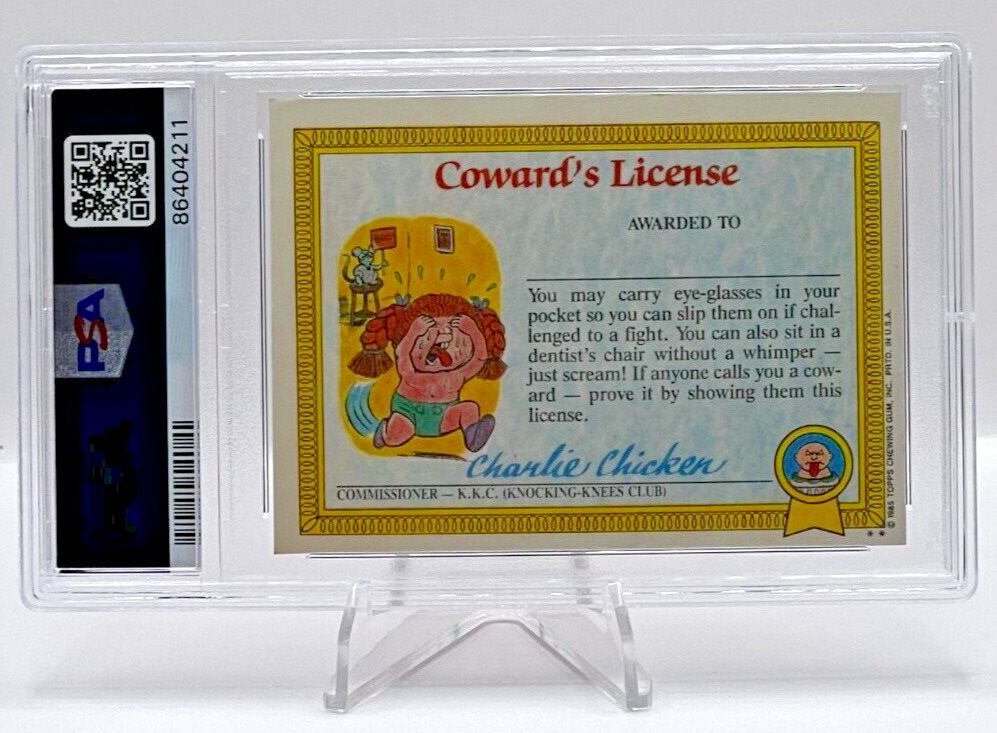 86404211
PSA
Coward's License
AWARDED TO
You may carry eye-glasses in your
pocket so you can slip them on if chal-
lenged to a fight. You can also sit in a
dentist's chair without a whimper —
just scream! If anyone calls you a cow-
ard — prove it by showing them this
license.
Charlie Chicken
COMMISSIONER — K.K.C. (KNOCKING-KNEES CLUB)
© 1985 TOPPS CHEWING GUM, INC. PRTD. IN U.S.A.
**